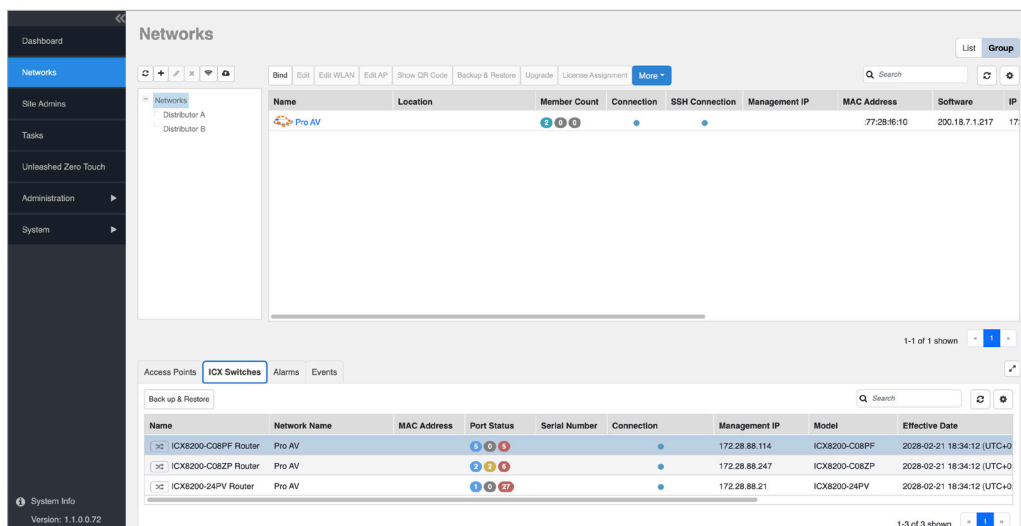 «
Dashboard
Networks
Site Admins
Tasks
Unleashed Zero Touch
Administration
System
System Info
Version: 1.1.0.0.72
Networks
List Group
Bind Edit Edit WLAN Edit AP Show QR Code Backup & Restore Upgrade License Assignment More Search
Networks
Distributor A
Distributor B
Name Location Member Count Connection SSH Connection Management IP MAC Address Software IP
Pro AV 2 0 0 :77:28:f6:10 200.18.7.1.217 17:
1-1 of 1 shown « 1 »
Access Points ICX Switches Alarms Events
Back up & Restore Search
Name Network Name MAC Address Port Status Serial Number Connection Management IP Model Effective Date
ICX8200-C08PF Router Pro AV 5 0 5 172.28.88.114 ICX8200-C08PF 2028-02-21 18:34:12 (UTC+0
ICX8200-C08ZP Router Pro AV 2 2 6 172.28.88.247 ICX8200-C08ZP 2028-02-21 18:34:12 (UTC+0
ICX8200-24PV Router Pro AV 1 0 27 172.28.88.21 ICX8200-24PV 2028-02-21 18:34:12 (UTC+0
1-3 of 3 shown « 1 »